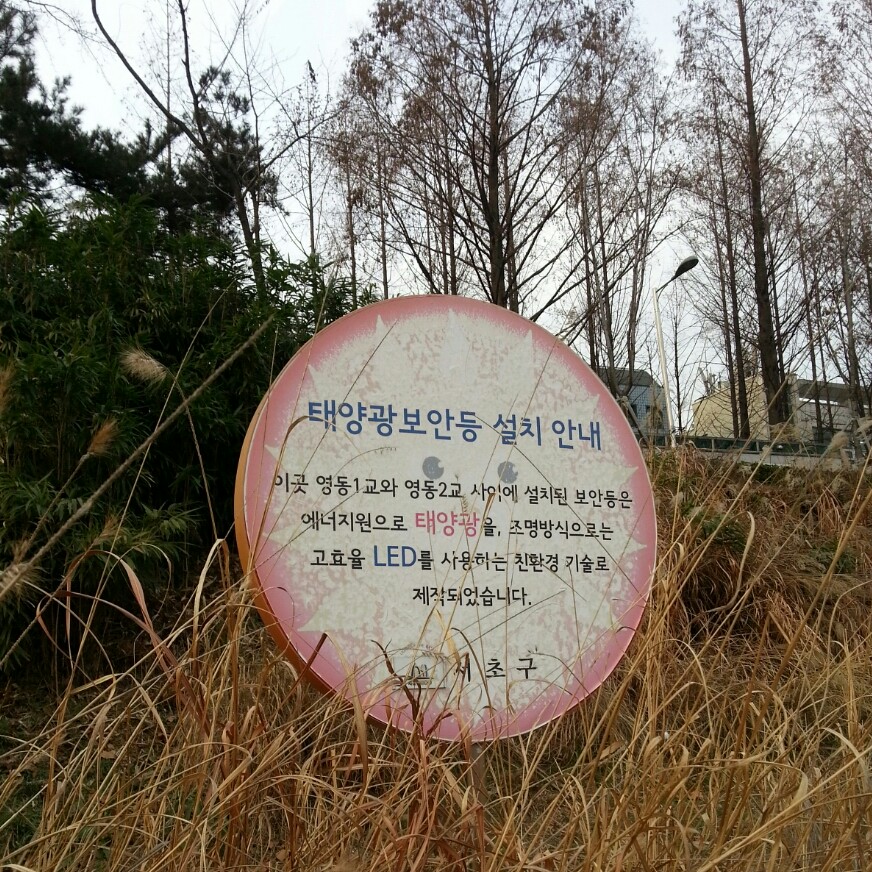 태양광보안등 설치 안내
이곳 영동1교와 영동2교 사이에 설치된 보안등은
에너지원으로 태양광을, 조명방식으로는
고효율 LED를 사용하는 친환경 기술로
제작되었습니다.
서초구